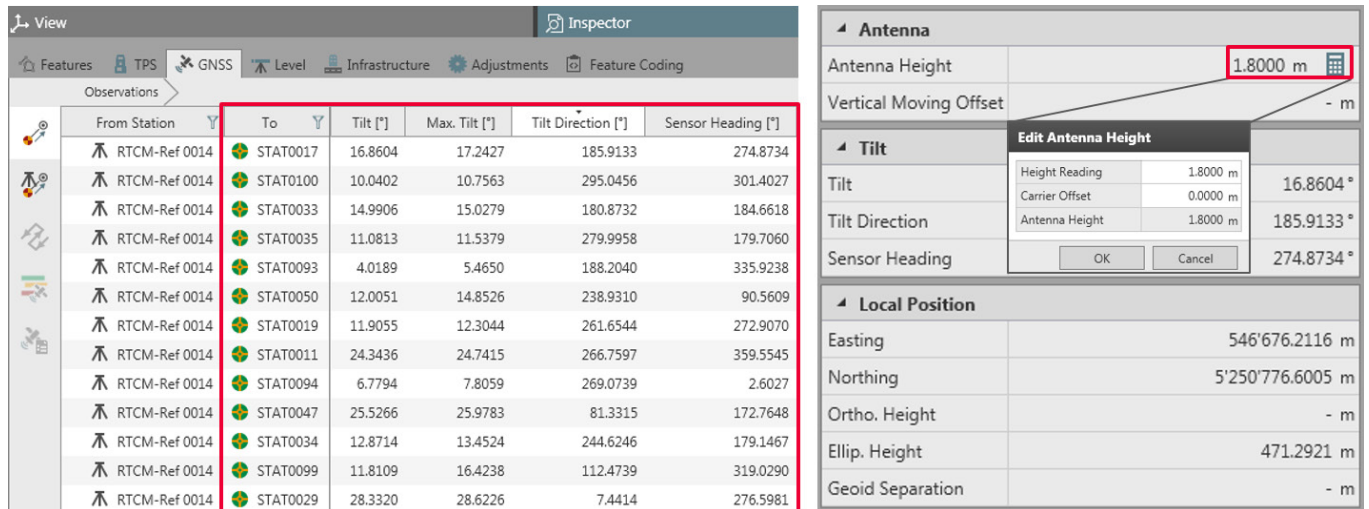 View
Inspector
Features TPS GNSS Level Infrastructure Adjustments Feature Coding
Observations
From Station To Tilt [°] Max. Tilt [°] Tilt Direction [°] Sensor Heading [°]
RTCM-Ref 0014 STAT0017 16.8604 17.2427 185.9133 274.8734
RTCM-Ref 0014 STAT0100 10.0402 10.7563 295.0456 301.4027
RTCM-Ref 0014 STAT0033 14.9906 15.0279 180.8732 184.6618
RTCM-Ref 0014 STAT0035 11.0813 11.5379 279.9958 179.7060
RTCM-Ref 0014 STAT0093 4.0189 5.4650 188.2040 335.9238
RTCM-Ref 0014 STAT0050 12.0051 14.8526 238.9310 90.5609
RTCM-Ref 0014 STAT0019 11.9055 12.3044 261.6544 272.9070
RTCM-Ref 0014 STAT0011 24.3436 24.7415 266.7597 359.5545
RTCM-Ref 0014 STAT0094 6.7794 7.8059 269.0739 2.6027
RTCM-Ref 0014 STAT0047 25.5266 25.9783 81.3315 172.7648
RTCM-Ref 0014 STAT0034 12.8714 13.4524 244.6246 179.1467
RTCM-Ref 0014 STAT0099 11.8109 16.4238 112.4739 319.0290
RTCM-Ref 0014 STAT0029 28.3320 28.6226 7.4414 276.5981
Antenna
Antenna Height 1.8000 m
Vertical Moving Offset - m
Tilt
Tilt 16.8604°
Tilt Direction 185.9133°
Sensor Heading 274.8734°
Edit Antenna Height
Height Reading 1.8000 m
Carrier Offset 0.0000 m
Antenna Height 1.8000 m
OK Cancel
Local Position
Easting 546'676.2116 m
Northing 5'250'776.6005 m
Ortho. Height - m
Ellip. Height 471.2921 m
Geoid Separation - m